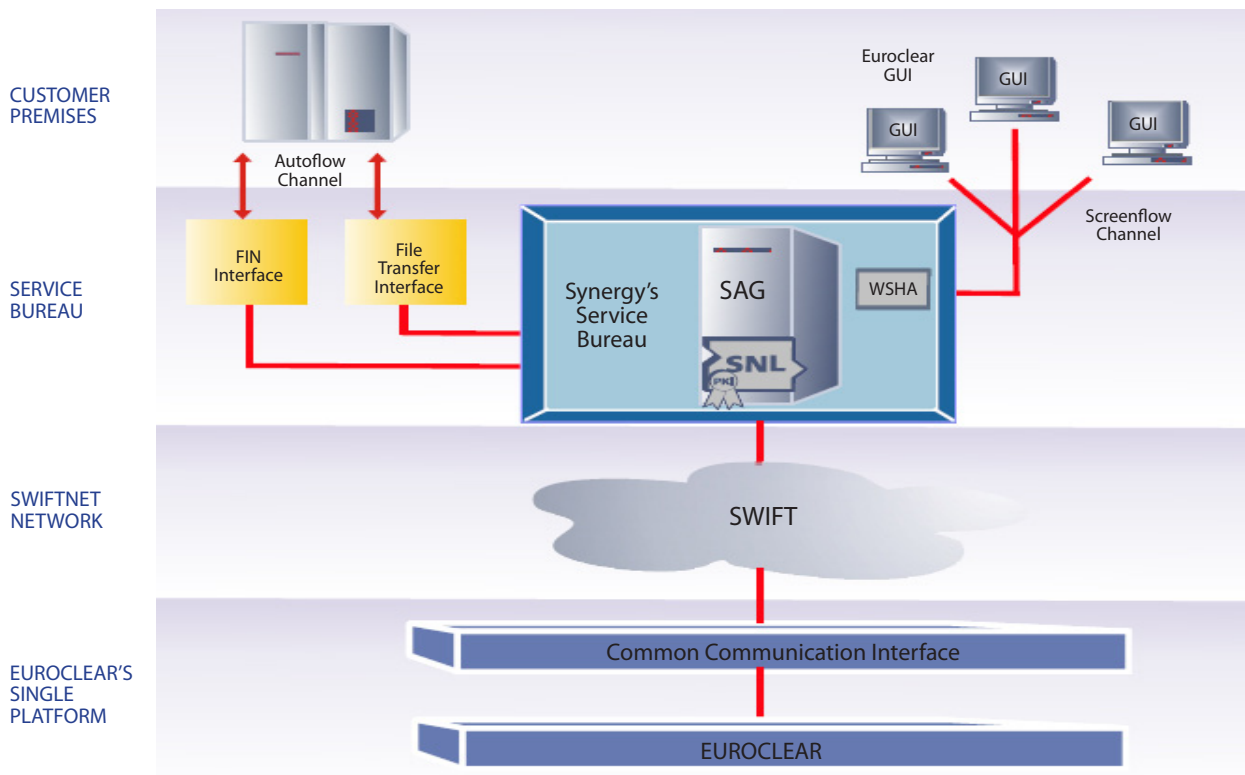 CUSTOMER
PREMISES
Autoflow
Channel
Euroclear
GUI
GUI
GUI
GUI
Screenflow
Channel
SERVICE
BUREAU
FIN
Interface
File
Transfer
Interface
Synergy's
Service
Bureau
SAG
SNL
PKI
WSHA
SWIFTNET
NETWORK
SWIFT
EUROCLEAR'S
SINGLE
PLATFORM
Common Communication Interface
EUROCLEAR